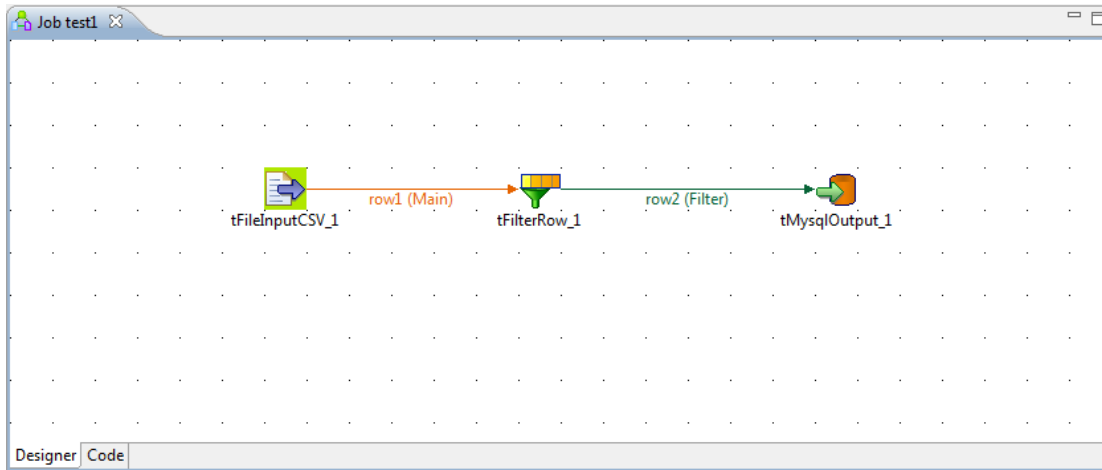 Job test1
row1 (Main)
row2 (Filter)
tFileInputCSV_1
tFilterRow_1
tMysqlOutput_1
Designer
Code